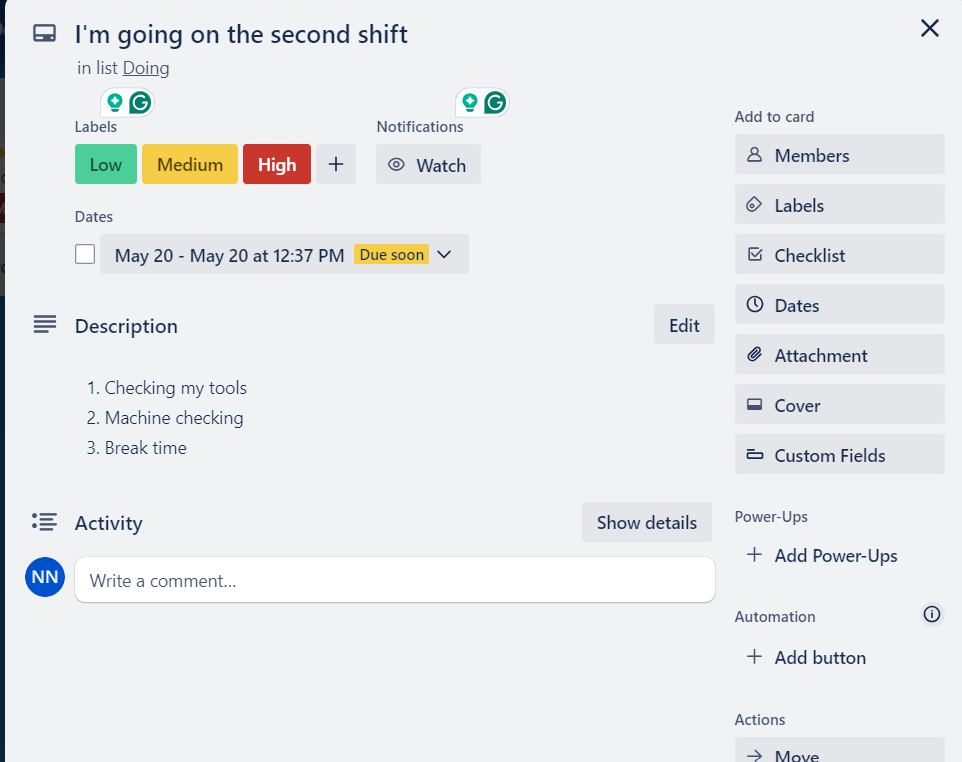 I'm going on the second shift
in list Doing
Labels
Low Medium High +
Notifications
Watch
Dates
May 20 - May 20 at 12:37 PM Due soon
Description
Edit
1. Checking my tools
2. Machine checking
3. Break time
Activity
Show details
NN
Write a comment...
Add to card
Members
Labels
Checklist
Dates
Attachment
Cover
Custom Fields
Power-Ups
+ Add Power-Ups
Automation
+ Add button
Actions
Move